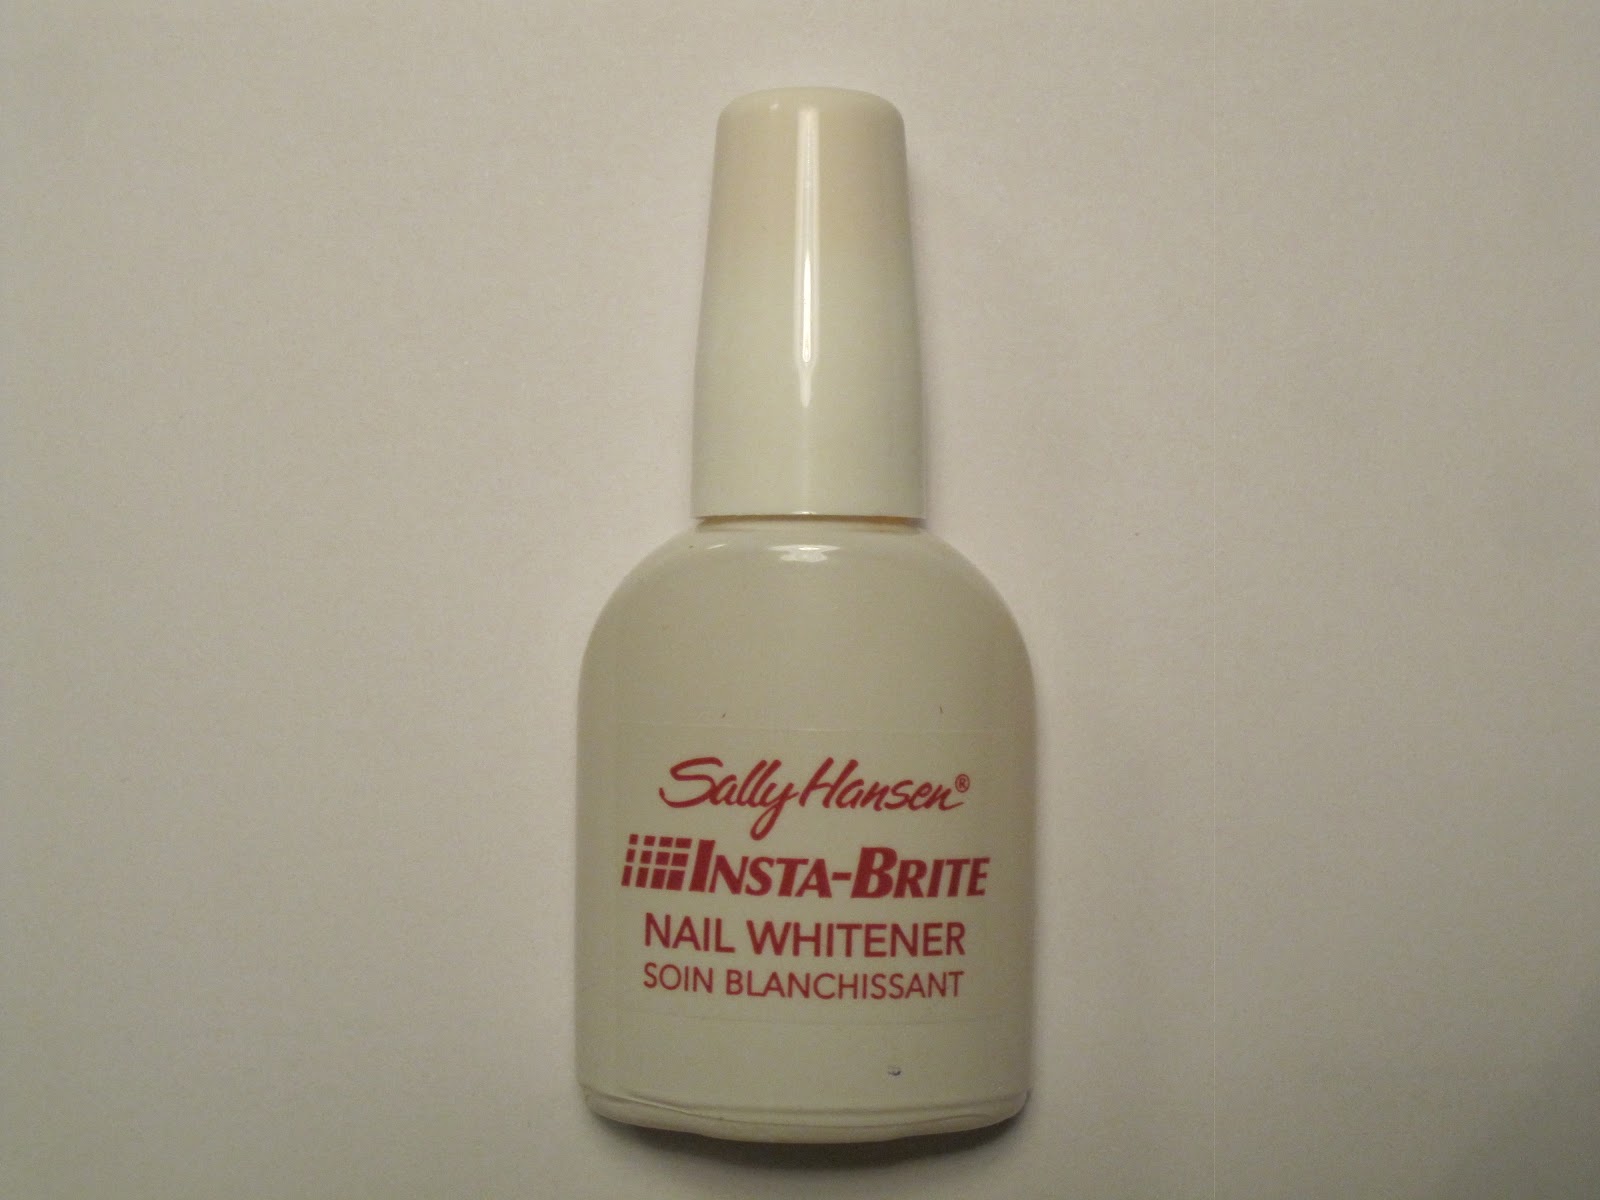 Sally Hansen®
INSTA-BRITE
NAIL WHITENER
SOIN BLANCHISSANT